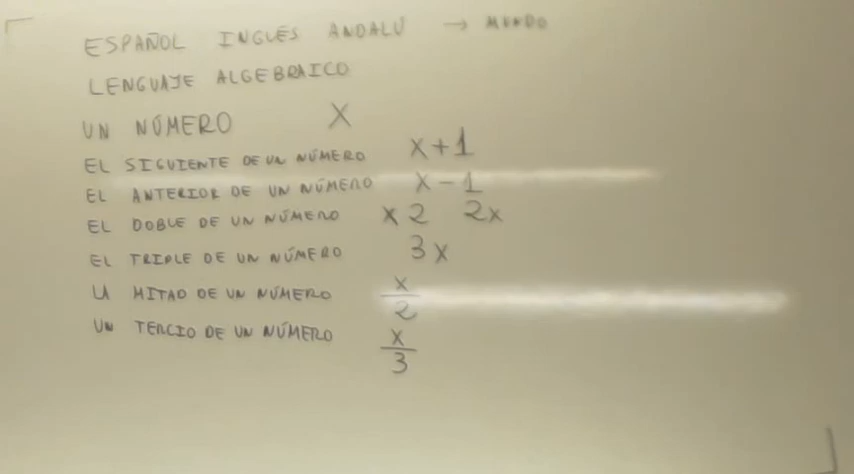 ESPAÑOL INGLES ANDALÚ → MUNDO
LENGUAJE ALGEBRAICO
UN NÚMERO X
EL SIGUIENTE DE UN NÚMERO x+1
EL ANTERIOR DE UN NÚMERO x-1
EL DOBLE DE UN NÚMERO x2 2x
EL TRIPLE DE UN NÚMERO 3x
LA MITAD DE UN NÚMERO x/2
UN TERCIO DE UN NÚMERO x/3